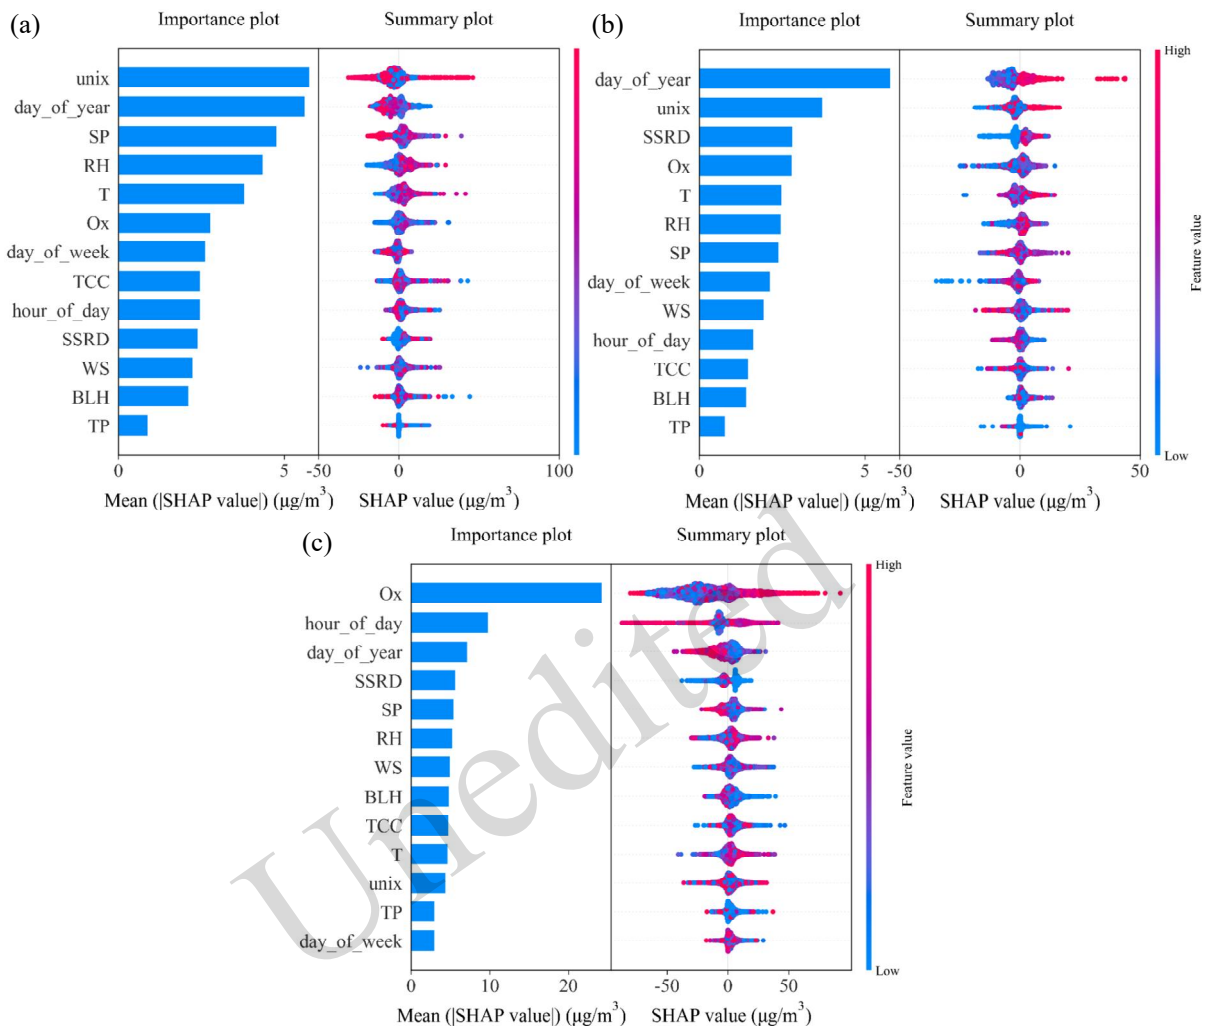 (a)
Importance plot
Summary plot
unix
day_of_year
SP
RH
T
Ox
day_of_week
TCC
hour_of_day
SSRD
WS
BLH
TP
0
5
-50
0
100
Mean (|SHAP value|) (μg/m³)
SHAP value (μg/m³)
(b)
Importance plot
Summary plot
High
day_of_year
unix
SSRD
Ox
T
RH
SP
day_of_week
WS
hour_of_day
TCC
BLH
TP
Feature value
Low
0
5
-50
0
50
Mean (|SHAP value|) (μg/m³)
SHAP value (μg/m³)
(c)
Importance plot
Summary plot
High
Ox
hour_of_day
day_of_year
SSRD
SP
RH
WS
BLH
TCC
T
unix
TP
day_of_week
Feature value
Low
0
10
20
-50
0
50
Mean (|SHAP value|) (μg/m³)
SHAP value (μg/m³)
Unedited